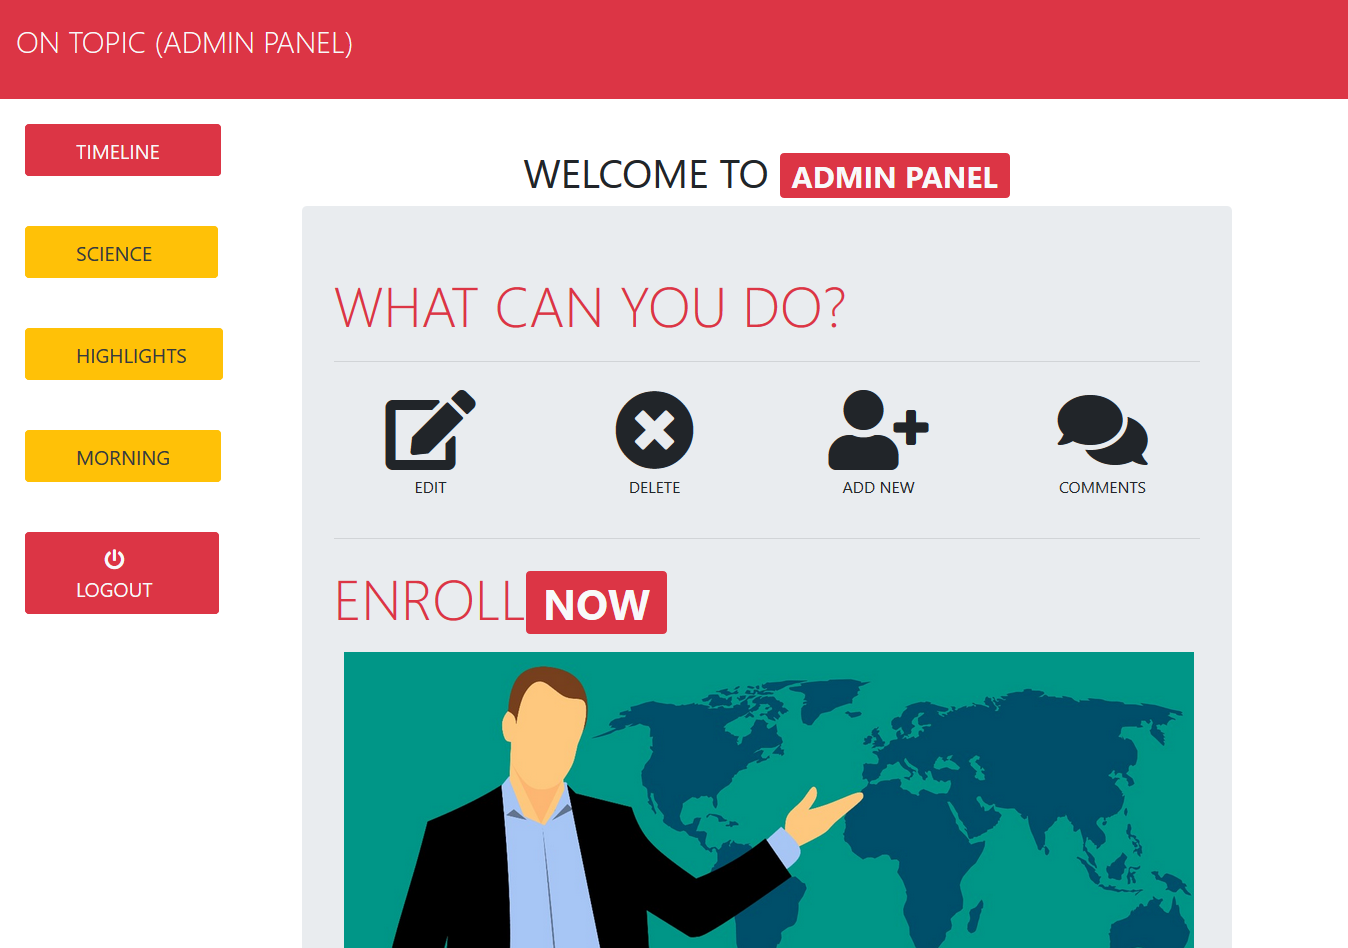 ON TOPIC (ADMIN PANEL)
TIMELINE
SCIENCE
HIGHLIGHTS
MORNING
LOGOUT
WELCOME TO ADMIN PANEL
WHAT CAN YOU DO?
EDIT
DELETE
ADD NEW
COMMENTS
ENROLL NOW